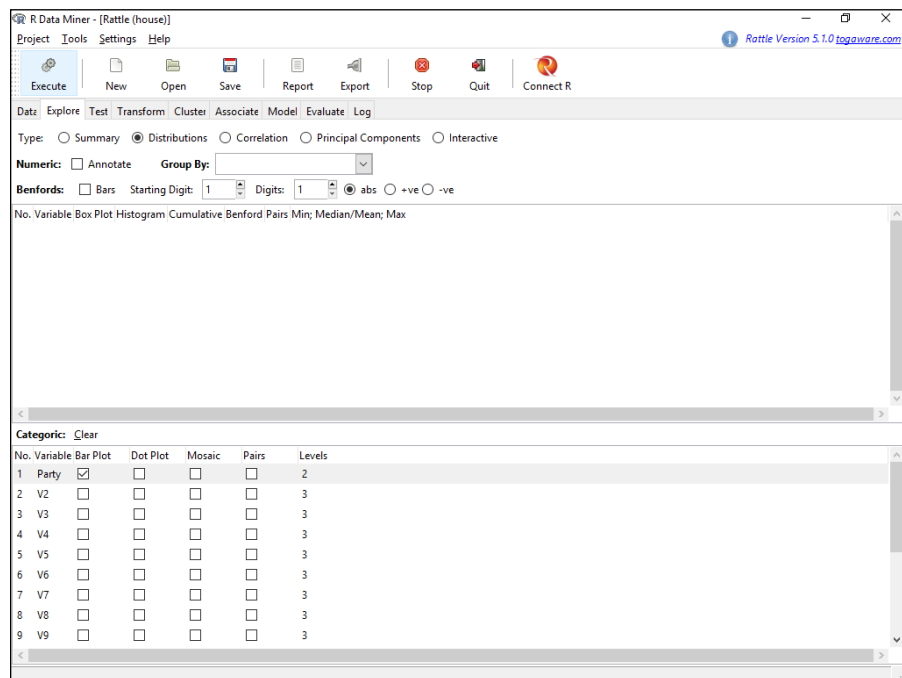 R Data Miner - [Rattle (house)]
Project Tools Settings Help
Rattle Version 5.1.0 togaware.com
Execute New Open Save Report Export Stop Quit Connect R
Data Explore Test Transform Cluster Associate Model Evaluate Log
Type: Summary Distributions Correlation Principal Components Interactive
Numeric: Annotate Group By:
Benfords: Bars Starting Digit: 1 Digits: 1 abs +ve -ve
No. Variable Box Plot Histogram Cumulative Benford Pairs Min; Median/Mean; Max
Categoric: Clear
No. Variable Bar Plot Dot Plot Mosaic Pairs Levels
1 Party 2
2 V2 3
3 V3 3
4 V4 3
5 V5 3
6 V6 3
7 V7 3
8 V8 3
9 V9 3